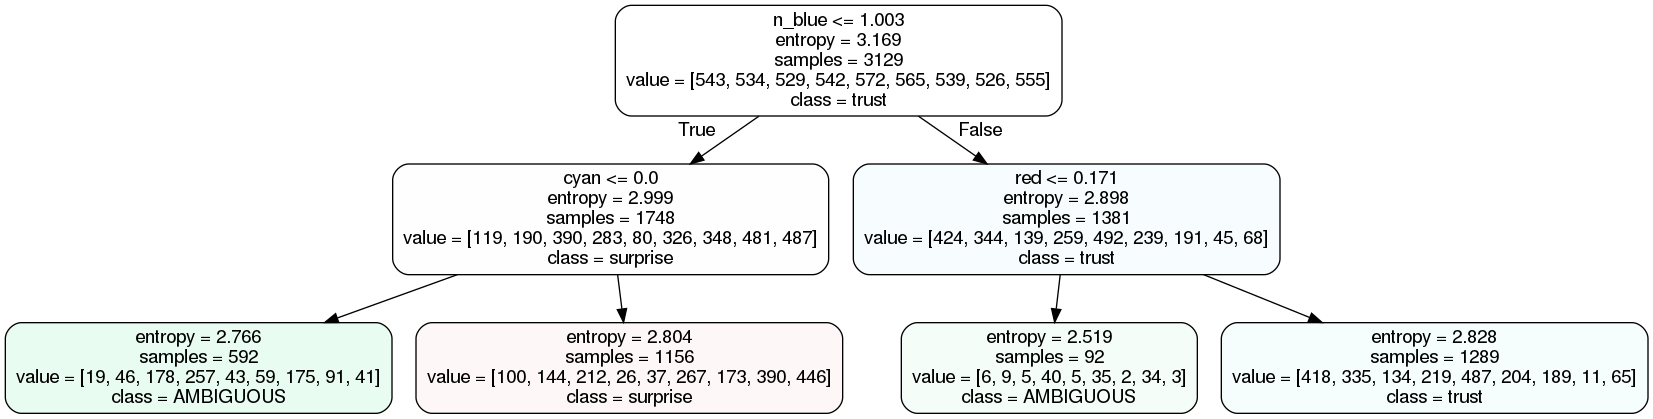 n_blue <= 1.003
entropy = 3.169
samples = 3129
value = [543, 534, 529, 542, 572, 565, 539, 526, 555]
class = trust
True
False
cyan <= 0.0
entropy = 2.999
samples = 1748
value = [119, 190, 390, 283, 80, 326, 348, 481, 487]
class = surprise
red <= 0.171
entropy = 2.898
samples = 1381
value = [424, 344, 139, 259, 492, 239, 191, 45, 68]
class = trust
entropy = 2.766
samples = 592
value = [19, 46, 178, 257, 43, 59, 175, 91, 41]
class = AMBIGUOUS
entropy = 2.804
samples = 1156
value = [100, 144, 212, 26, 37, 267, 173, 390, 446]
class = surprise
entropy = 2.519
samples = 92
value = [6, 9, 5, 40, 5, 35, 2, 34, 3]
class = AMBIGUOUS
entropy = 2.828
samples = 1289
value = [418, 335, 134, 219, 487, 204, 189, 11, 65]
class = trust